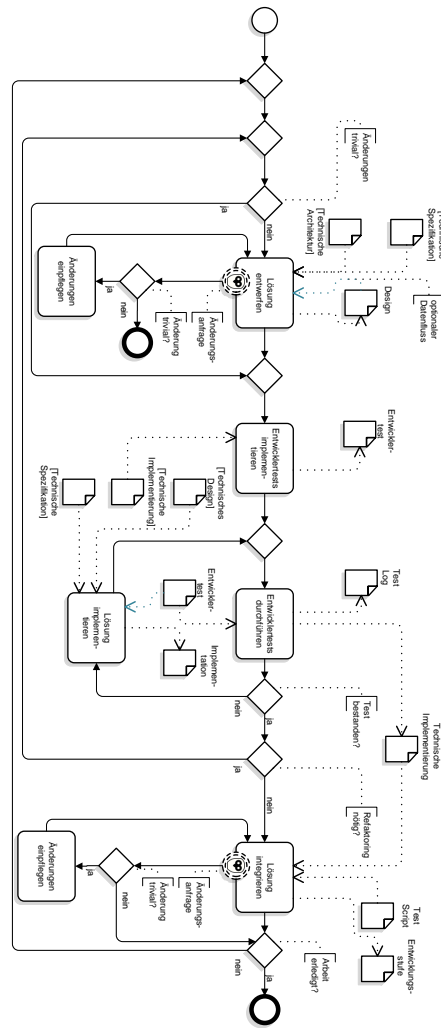 Änderungen
trivial?
[Technische
Spezifikation]
[Technische
Architektur]
optionaler
Datenfluss
Design
nein
ja
Lösung
entwerfen
Änderungs-
anfrage
Änderung
trivial?
nein
ja
Änderungen
einpflegen
Entwickler-
test
Entwicklertests
implemen-
tieren
[Technisches
Design]
[Technische
Implementierung]
[Technische
Spezifikation]
Test
Log
Entwicklertests
durchführen
Entwickler-
test
Implemen-
tation
Lösung
implemen-
tieren
Technische
Implementierung
Test
bestanden?
ja
nein
Refaktoring
nötig?
nein
ja
Test
Script
Entwicklungs-
stufe
Lösung
integrieren
Änderungs-
anfrage
Änderung
trivial?
nein
ja
Änderungen
einpflegen
Arbeit
erledigt?
ja
nein